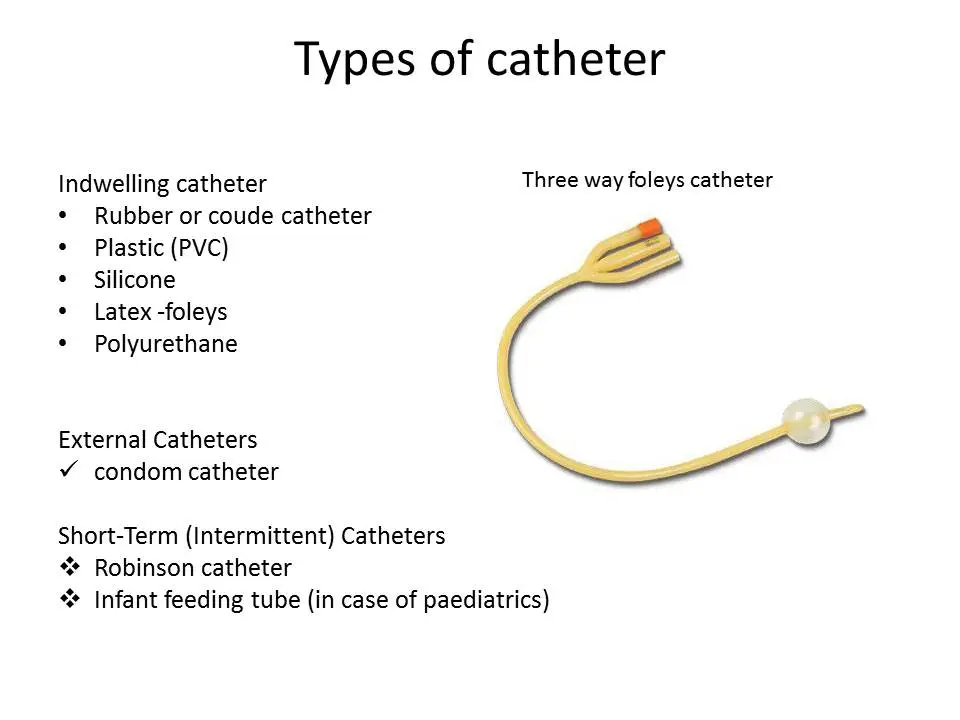 Types of catheter
Indwelling catheter
• Rubber or coude catheter
• Plastic (PVC)
• Silicone
• Latex -foleys
• Polyurethane
Three way foleys catheter
External Catheters
✓ condom catheter
Short-Term (Intermittent) Catheters
❖ Robinson catheter
❖ Infant feeding tube (in case of paediatrics)